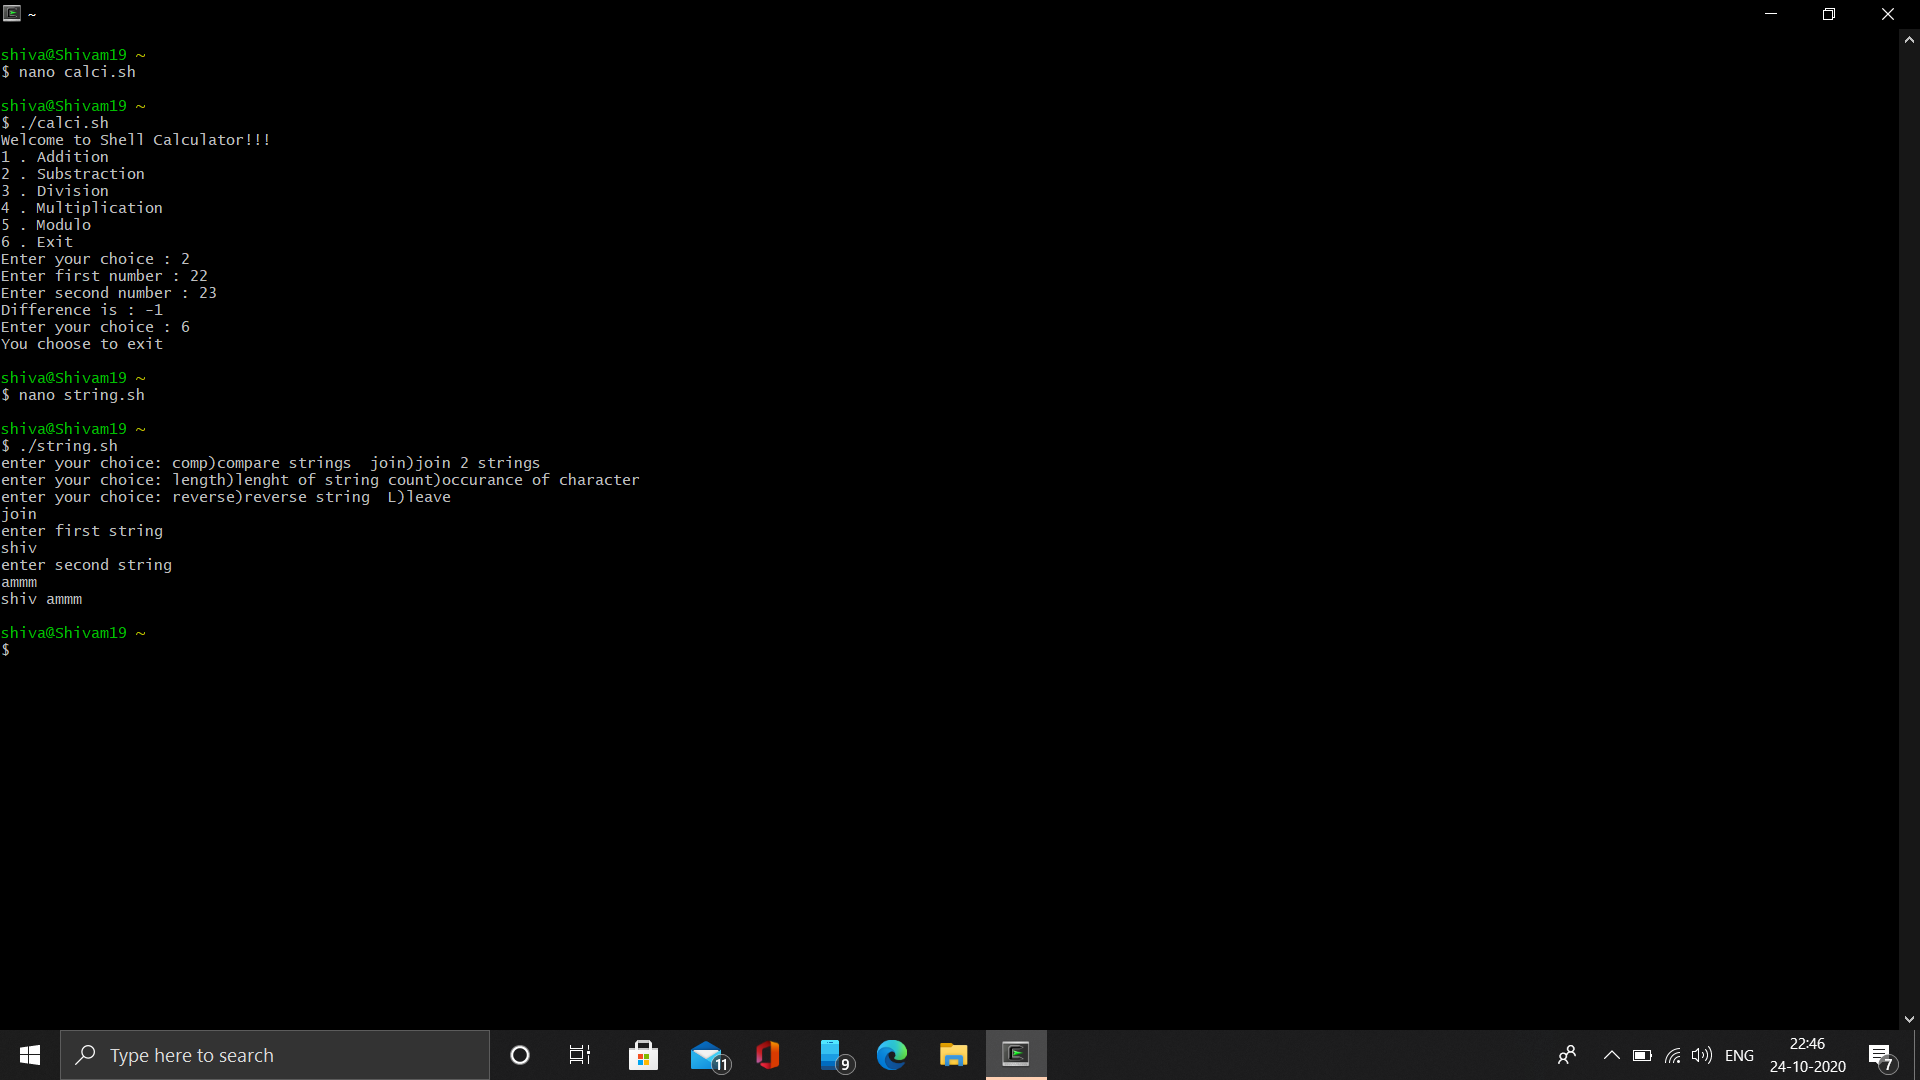 ~
shiva@Shivam19 ~
$ nano calci.sh
shiva@Shivam19 ~
$ ./calci.sh
Welcome to Shell Calculator!!!
1 . Addition
2 . Substraction
3 . Division
4 . Multiplication
5 . Modulo
6 . Exit
Enter your choice : 2
Enter first number : 22
Enter second number : 23
Difference is : -1
Enter your choice : 6
You choose to exit
shiva@Shivam19 ~
$ nano string.sh
shiva@Shivam19 ~
$ ./string.sh
enter your choice: comp)compare strings  join)join 2 strings
enter your choice: length)lenght of string count)occurance of character
enter your choice: reverse)reverse string  L)leave
join
enter first string
shiv
enter second string
ammm
shiv ammm
shiva@Shivam19 ~
$
Type here to search
11
9
ENG
22:46
24-10-2020
7